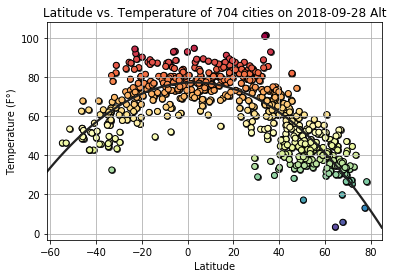 Latitude vs. Temperature of 704 cities on 2018-09-28 Alt
100
80
60
40
20
0
Temperature (F°)
−60 −40 −20 0 20 40 60 80
Latitude